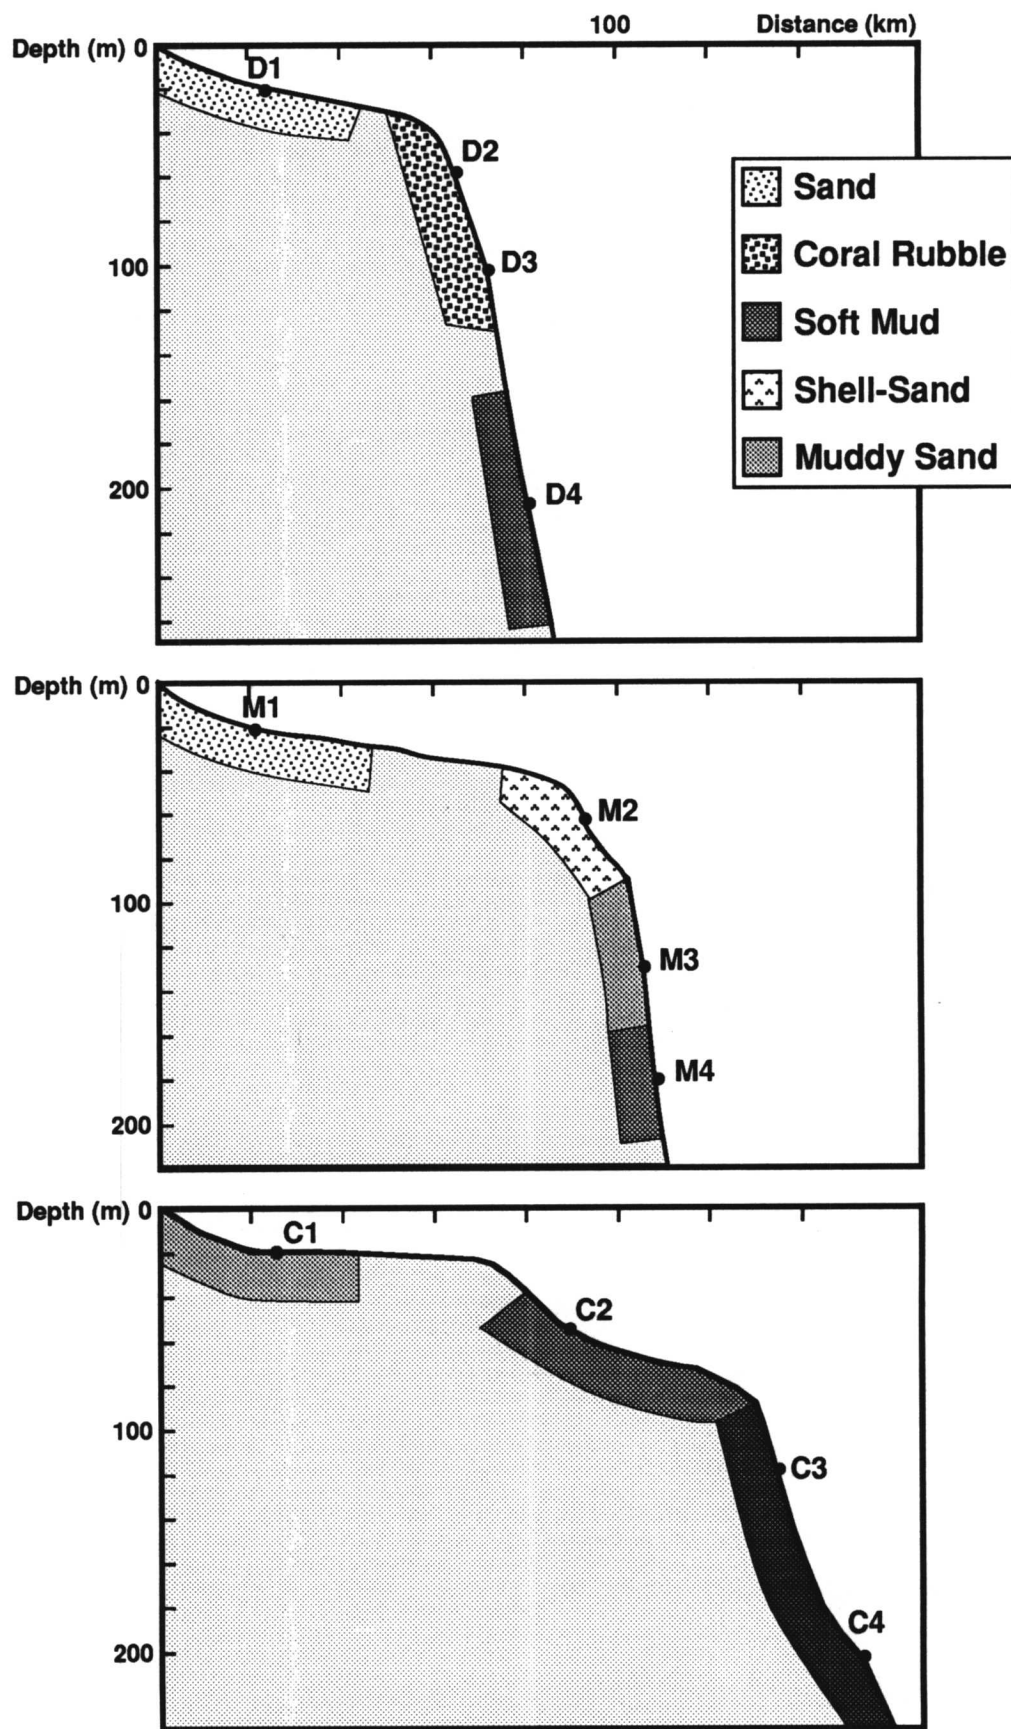 100 Distance (km)
Depth (m) 0
D1
D2
D3
100
D4
200
Sand
Coral Rubble
Soft Mud
Shell-Sand
Muddy Sand
Depth (m) 0
M1
M2
100
M3
M4
200
Depth (m) 0
C1
C2
100
C3
C4
200